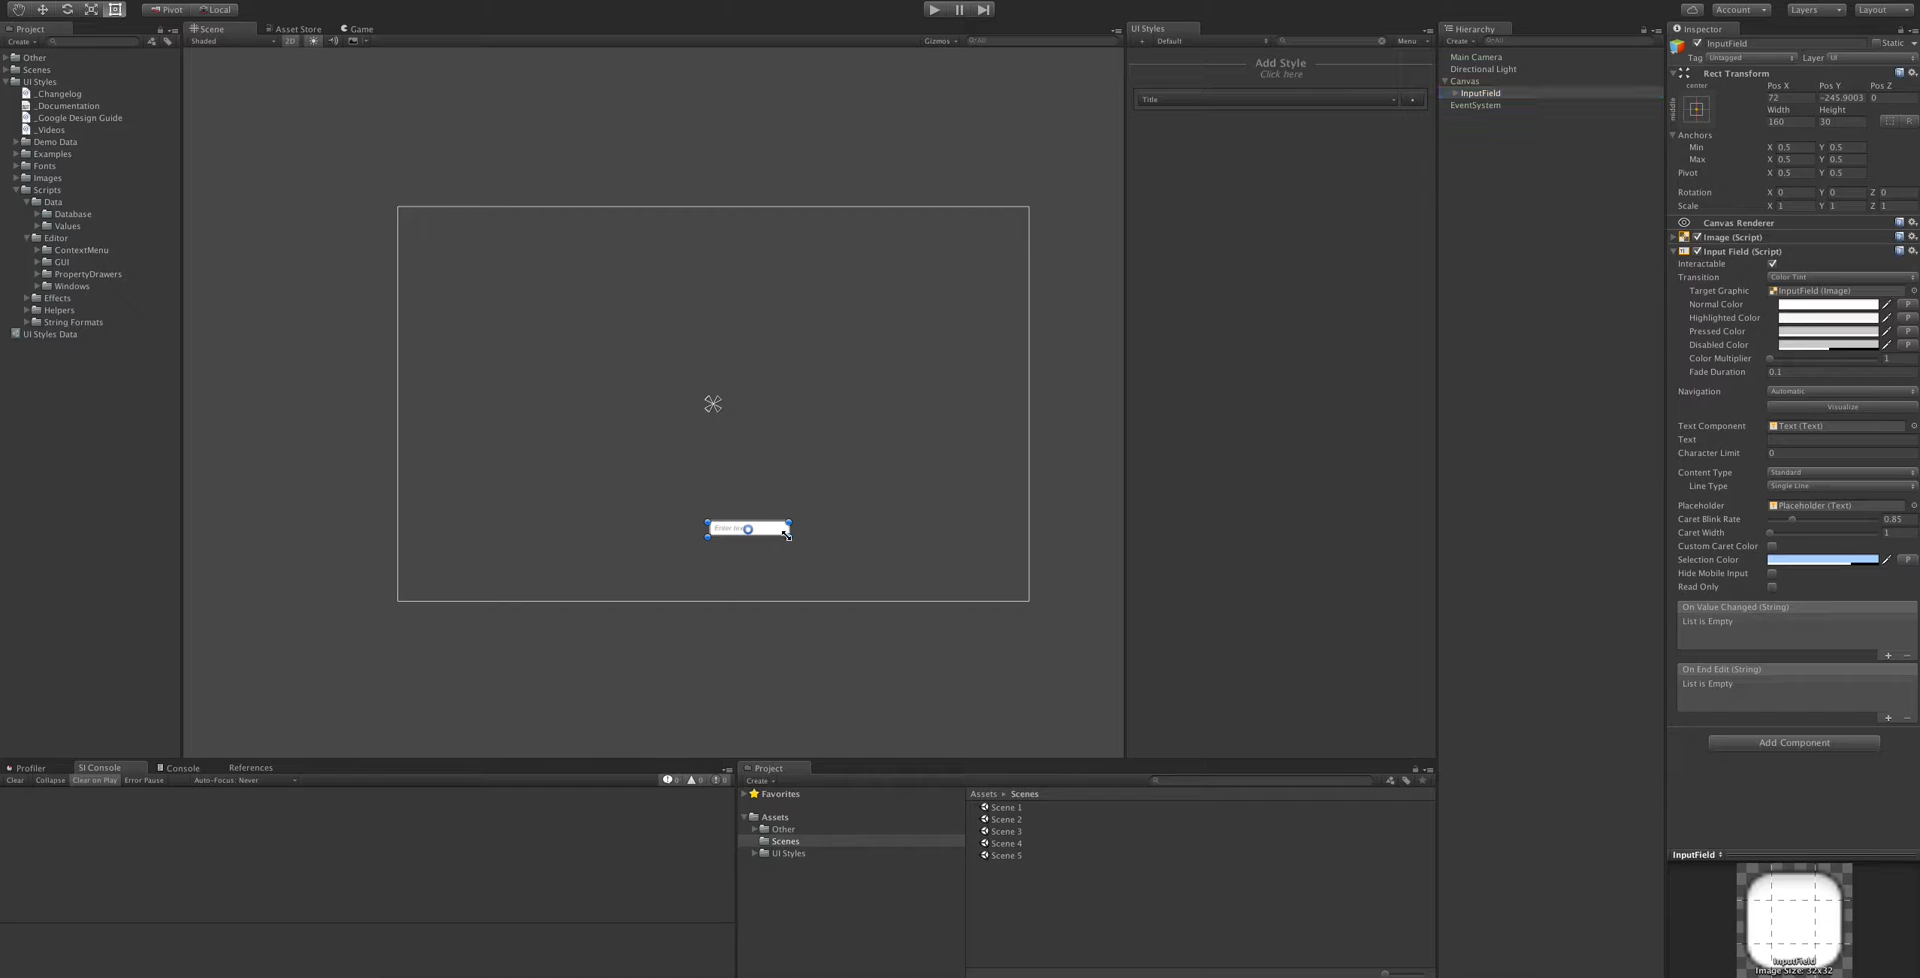 Pivot
Local
Account
Layers
Layout
Project
Create
Other
Scenes
UI Styles
_Changelog
_Documentation
_Google Design Guide
_Videos
Demo Data
Examples
Fonts
Images
Scripts
Data
Database
Values
Editor
ContextMenu
GUI
PropertyDrawers
Windows
Effects
Helpers
String Formats
UI Styles Data
Scene
Asset Store
Game
Shaded
2D
Gizmos
All
Enter text
UI Styles
+
Default
Menu
Add Style
Click here
Title
Hierarchy
Create
All
Main Camera
Directional Light
Canvas
InputField
EventSystem
Inspector
InputField
Static
Tag Untagged Layer UI
Rect Transform
center
middle
Pos X Pos Y Pos Z
72 -245.9003 0
Width Height
160 30
R
Anchors
Min X 0.5 Y 0.5
Max X 0.5 Y 0.5
Pivot X 0.5 Y 0.5
Rotation X 0 Y 0 Z 0
Scale X 1 Y 1 Z 1
Canvas Renderer
Image (Script)
Input Field (Script)
Interactable
Transition Color Tint
Target Graphic InputField (Image)
Normal Color P
Highlighted Color P
Pressed Color P
Disabled Color P
Color Multiplier 1
Fade Duration 0.1
Navigation Automatic
Visualize
Text Component Text (Text)
Text
Character Limit 0
Content Type Standard
Line Type Single Line
Placeholder Placeholder (Text)
Caret Blink Rate 0.85
Caret Width 1
Custom Caret Color
Selection Color P
Hide Mobile Input
Read Only
On Value Changed (String)
List is Empty
+ −
On End Edit (String)
List is Empty
+ −
Add Component
InputField
InputField
Image Size: 32x32
Profiler
SI Console
Console
References
Clear
Collapse
Clear on Play
Error Pause
Auto-Focus: Never
0
0
0
Project
Create
Favorites
Assets
Other
Scenes
UI Styles
Assets
Scenes
Scene 1
Scene 2
Scene 3
Scene 4
Scene 5